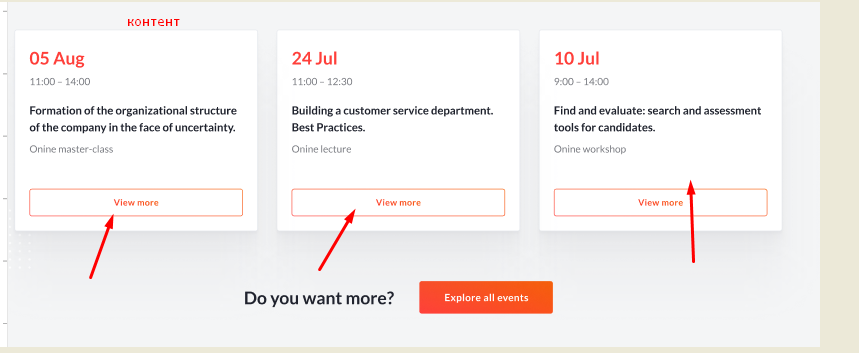 контент
05 Aug
11:00 – 14:00
Formation of the organizational structure
of the company in the face of uncertainty.
Onine master-class
View more
24 Jul
11:00 – 12:30
Building a customer service department.
Best Practices.
Onine lecture
View more
10 Jul
9:00 – 14:00
Find and evaluate: search and assessment
tools for candidates.
Onine workshop
View more
Do you want more?
Explore all events